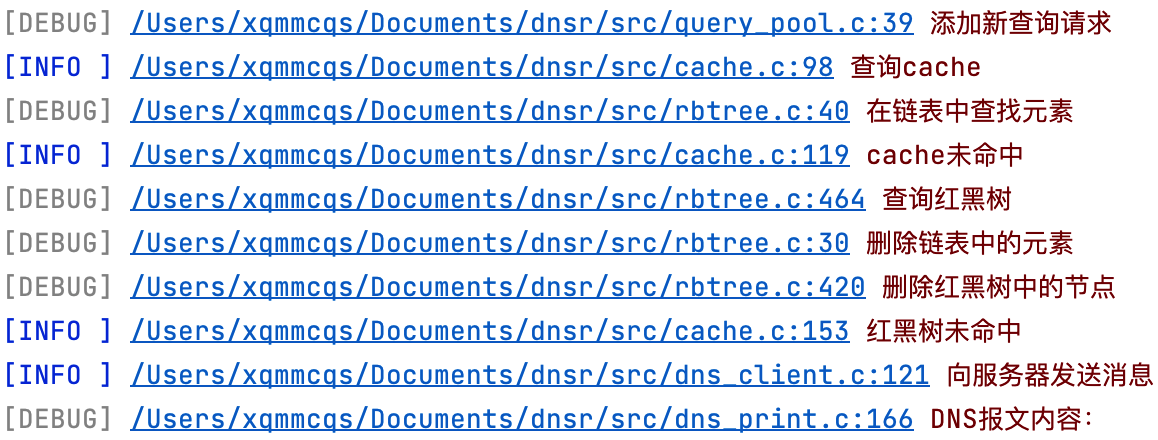 [DEBUG] /Users/xqmmcqs/Documents/dnsr/src/query_pool.c:39 添加新查询请求
[INFO ] /Users/xqmmcqs/Documents/dnsr/src/cache.c:98 查询cache
[DEBUG] /Users/xqmmcqs/Documents/dnsr/src/rbtree.c:40 在链表中查找元素
[INFO ] /Users/xqmmcqs/Documents/dnsr/src/cache.c:119 cache未命中
[DEBUG] /Users/xqmmcqs/Documents/dnsr/src/rbtree.c:464 查询红黑树
[DEBUG] /Users/xqmmcqs/Documents/dnsr/src/rbtree.c:30 删除链表中的元素
[DEBUG] /Users/xqmmcqs/Documents/dnsr/src/rbtree.c:420 删除红黑树中的节点
[INFO ] /Users/xqmmcqs/Documents/dnsr/src/cache.c:153 红黑树未命中
[INFO ] /Users/xqmmcqs/Documents/dnsr/src/dns_client.c:121 向服务器发送消息
[DEBUG] /Users/xqmmcqs/Documents/dnsr/src/dns_print.c:166 DNS报文内容：